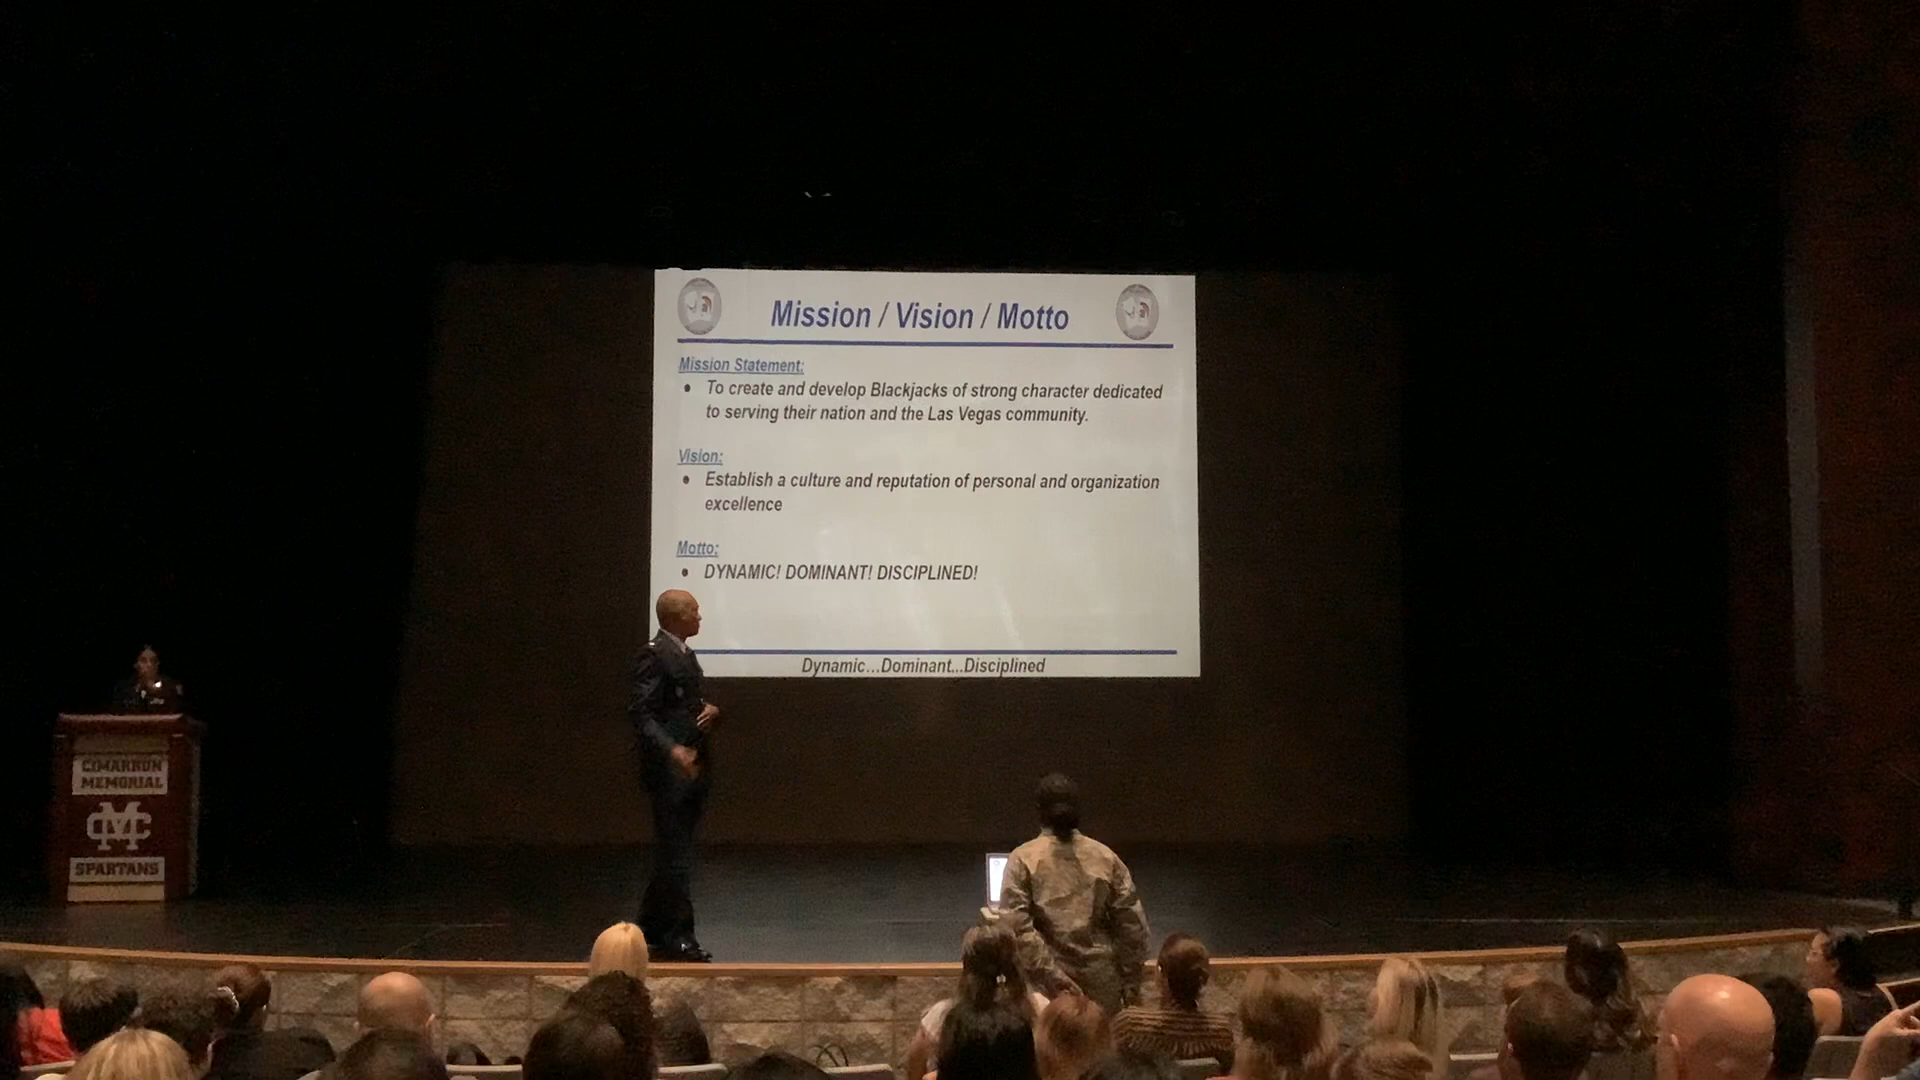 Mission / Vision / Motto
Mission Statement:
• To create and develop Blackjacks of strong character dedicated
to serving their nation and the Las Vegas community.
Vision:
• Establish a culture and reputation of personal and organization
excellence
Motto:
• DYNAMIC! DOMINANT! DISCIPLINED!
Dynamic...Dominant...Disciplined
CIMARRON
MEMORIAL
CM
SPARTANS